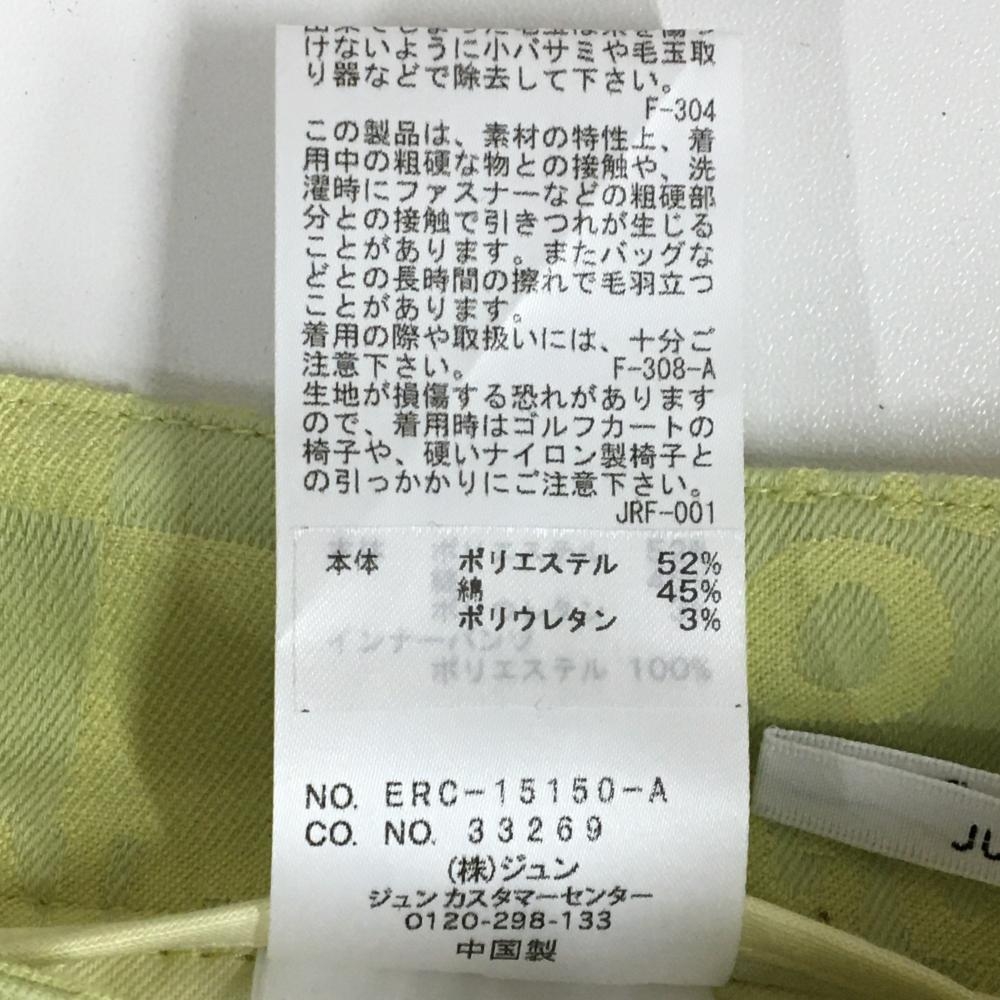 けないように小バサミや毛玉取
り器などで除去して下さい。
F-304
この製品は、素材の特性上、着
用中の粗硬な物との接触や、洗
濯時にファスナーなどの粗硬部
分との接触で引きつれが生じる
ことがあります。またバッグな
どとの長時間の擦れで毛羽立つ
ことがあります。
着用の際や取扱いには、十分ご
注意下さい。 F-308-A
生地が損傷する恐れがあります
ので、着用時はゴルフカートの
椅子や、硬いナイロン製椅子と
の引っかかりにご注意下さい。
JRF-001
本体 ポリエステル 52%
綿 45%
ポリウレタン 3%
インナーパンツ
ポリエステル 100%
NO. ERC-15150-A
CO. NO. 33269
(株)ジュン
ジュン カスタマーセンター
0120-298-133
中国製
JU